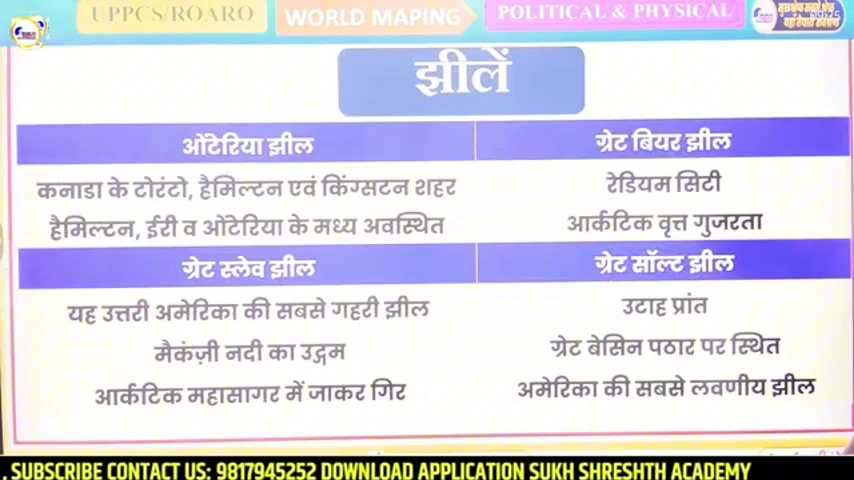 UPPCS/ROARO
WORLD MAPING
POLITICAL & PHYSICAL
झीलें
ओंटेरिया झील
ग्रेट बियर झील
कनाडा के टोरंटो, हैमिल्टन एवं किंग्सटन शहर
रेडियम सिटी
हैमिल्टन, ईरी व ओंटेरिया के मध्य अवस्थित
आर्कटिक वृत्त गुजरता
ग्रेट स्लेव झील
ग्रेट सॉल्ट झील
यह उत्तरी अमेरिका की सबसे गहरी झील
उटाह प्रांत
मैकंज़ी नदी का उद्गम
ग्रेट बेसिन पठार पर स्थित
आर्कटिक महासागर में जाकर गिर
अमेरिका की सबसे लवणीय झील
, SUBSCRIBE CONTACT US: 9817945252 DOWNLOAD APPLICATION SUKH SHRESHTH ACADEMY